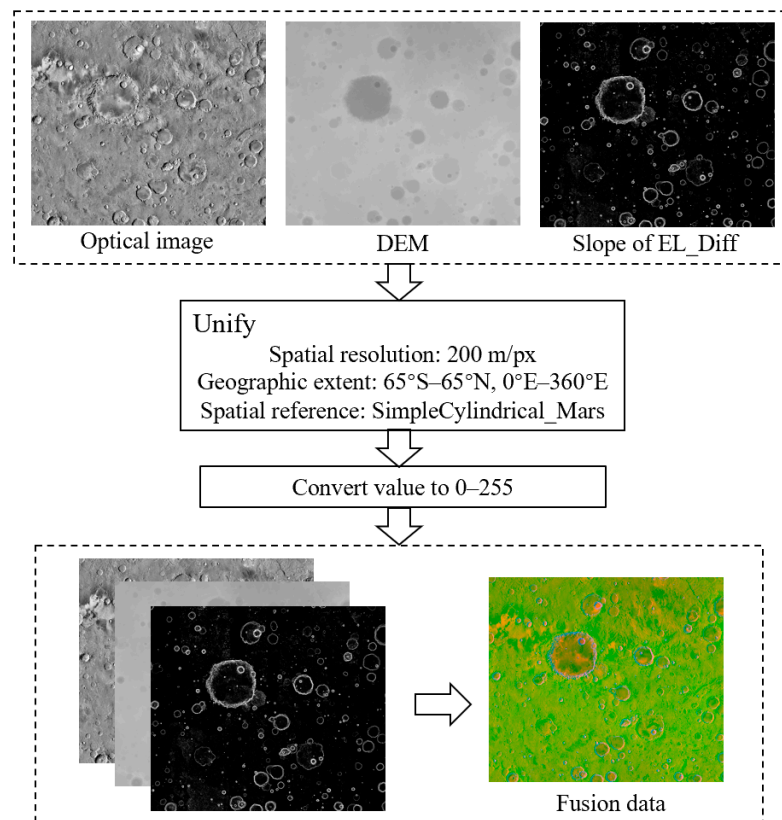 Optical image
DEM
Slope of EL_Diff
Unify
Spatial resolution: 200 m/px
Geographic extent: 65°S–65°N, 0°E–360°E
Spatial reference: SimpleCylindrical_Mars
Convert value to 0–255
Fusion data